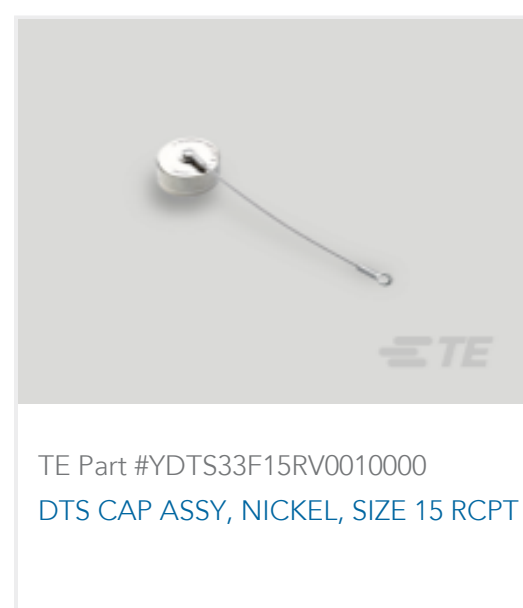 TE
TE Part #YDTS33F15RV0010000
DTS CAP ASSY, NICKEL, SIZE 15 RCPT